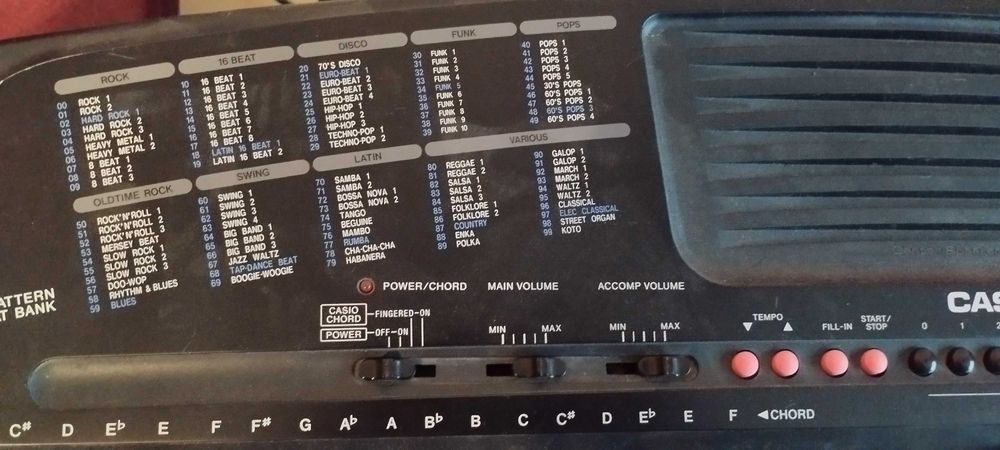 ROCK
00 ROCK 1
01 ROCK 2
02 HARD ROCK 1
03 HARD ROCK 2
04 HARD ROCK 3
05 HEAVY METAL 1
06 HEAVY METAL 2
07 8 BEAT 1
08 8 BEAT 2
09 8 BEAT 3
16 BEAT
10 16 BEAT 1
11 16 BEAT 2
12 16 BEAT 3
13 16 BEAT 4
14 16 BEAT 5
15 16 BEAT 6
16 16 BEAT 7
17 16 BEAT 8
18 LATIN 16 BEAT 1
19 LATIN 16 BEAT 2
DISCO
20 70'S DISCO
21 EURO-BEAT 1
22 EURO-BEAT 2
23 EURO-BEAT 3
24 EURO-BEAT 4
25 HIP-HOP 1
26 HIP-HOP 2
27 HIP-HOP 3
28 TECHNO-POP 1
29 TECHNO-POP 2
FUNK
30 FUNK 1
31 FUNK 2
32 FUNK 3
33 FUNK 4
34 FUNK 5
35 FUNK 6
36 FUNK 7
37 FUNK 8
38 FUNK 9
39 FUNK 10
POPS
40 POPS 1
41 POPS 2
42 POPS 3
43 POPS 4
44 POPS 5
45 30'S POPS
46 60'S POPS 1
47 60'S POPS 2
48 60'S POPS 3
49 60'S POPS 4
OLDTIME ROCK
50 ROCK'N'ROLL 1
51 ROCK'N'ROLL 2
52 ROCK'N'ROLL 3
53 MERSEY BEAT
54 SLOW ROCK 1
55 SLOW ROCK 2
56 SLOW ROCK 3
57 DOO-WOP
58 RHYTHM & BLUES
59 BLUES
SWING
60 SWING 1
61 SWING 2
62 SWING 3
63 SWING 4
64 BIG BAND 1
65 BIG BAND 2
66 BIG BAND 3
67 JAZZ WALTZ
68 TAP-DANCE BEAT
69 BOOGIE-WOOGIE
LATIN
70 SAMBA 1
71 SAMBA 2
72 BOSSA NOVA 1
73 BOSSA NOVA 2
74 TANGO
75 BEGUINE
76 MAMBO
77 RUMBA
78 CHA-CHA-CHA
79 HABANERA
VARIOUS
80 REGGAE 1
81 REGGAE 2
82 SALSA 1
83 SALSA 2
84 SALSA 3
85 FOLKLORE 1
86 FOLKLORE 2
87 COUNTRY
88 ENKA
89 POLKA
90 GALOP 1
91 GALOP 2
92 MARCH 1
93 MARCH 2
94 WALTZ 1
95 WALTZ 2
96 CLASSICAL
97 ELEC CLASSICAL
98 STREET ORGAN
99 KOTO
ATTERN
AT BANK
POWER/CHORD
MAIN VOLUME
ACCOMP VOLUME
CAS
CASIO CHORD FINGERED ON
POWER OFF ON
MIN MAX
MIN MAX
TEMPO
▼ ▲
FILL-IN
START/
STOP
0 1 2
C# D E♭ E F F# G A♭ A B♭ B C C# D E♭ E F ◄CHORD